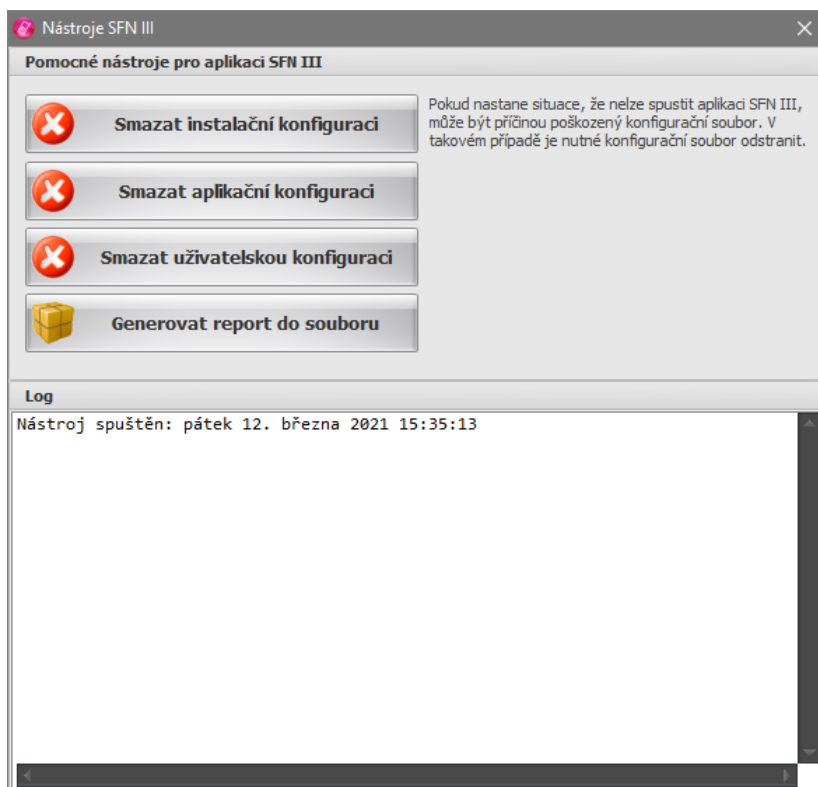 Nástroje SFN III
Pomocné nástroje pro aplikaci SFN III
Smazat instalační konfiguraci
Pokud nastane situace, že nelze spustit aplikaci SFN III,
může být příčinou poškozený konfigurační soubor. V
takovém případě je nutné konfigurační soubor odstranit.
Smazat aplikační konfiguraci
Smazat uživatelskou konfiguraci
Generovat report do souboru
Log
Nástroj spuštěn: pátek 12. března 2021 15:35:13